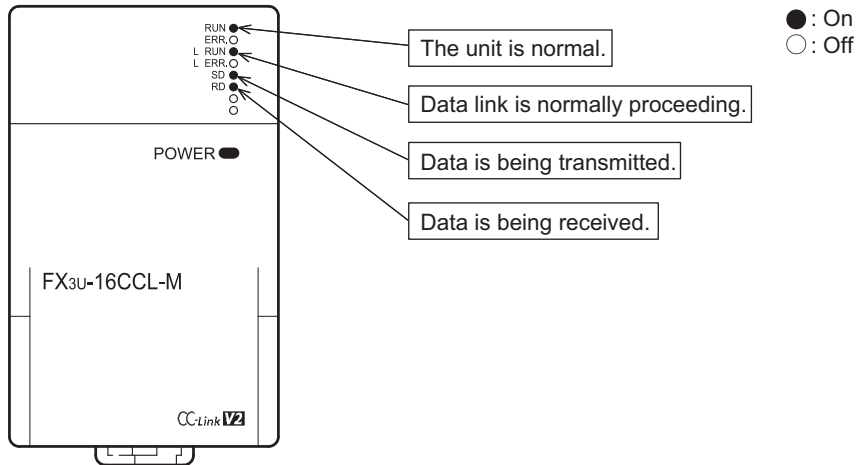 RUN
ERR.
L RUN
L ERR.
SD
RD
POWER
FX3U-16CCL-M
CC-Link V2
The unit is normal.
Data link is normally proceeding.
Data is being transmitted.
Data is being received.
: On
: Off